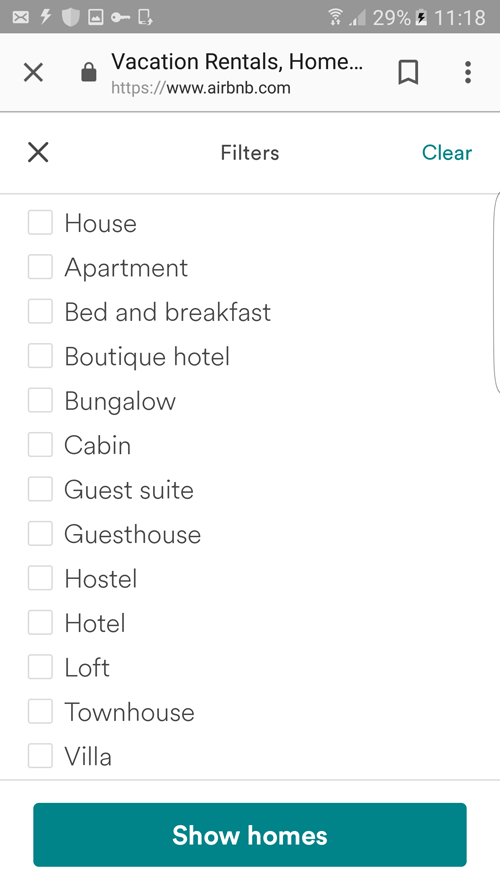 29% 11:18
Vacation Rentals, Home...
https://www.airbnb.com
Filters Clear
House
Apartment
Bed and breakfast
Boutique hotel
Bungalow
Cabin
Guest suite
Guesthouse
Hostel
Hotel
Loft
Townhouse
Villa
Show homes